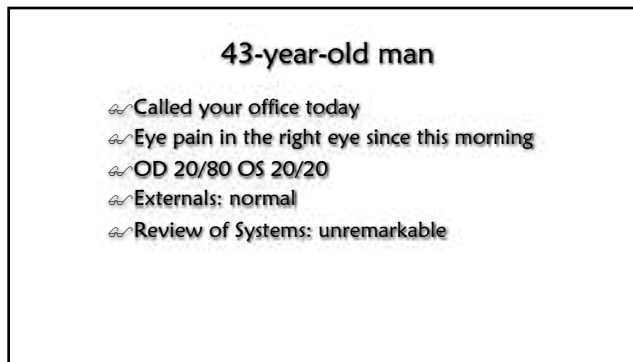 43-year-old man
Called your office today
Eye pain in the right eye since this morning
OD 20/80 OS 20/20
Externals: normal
Review of Systems: unremarkable